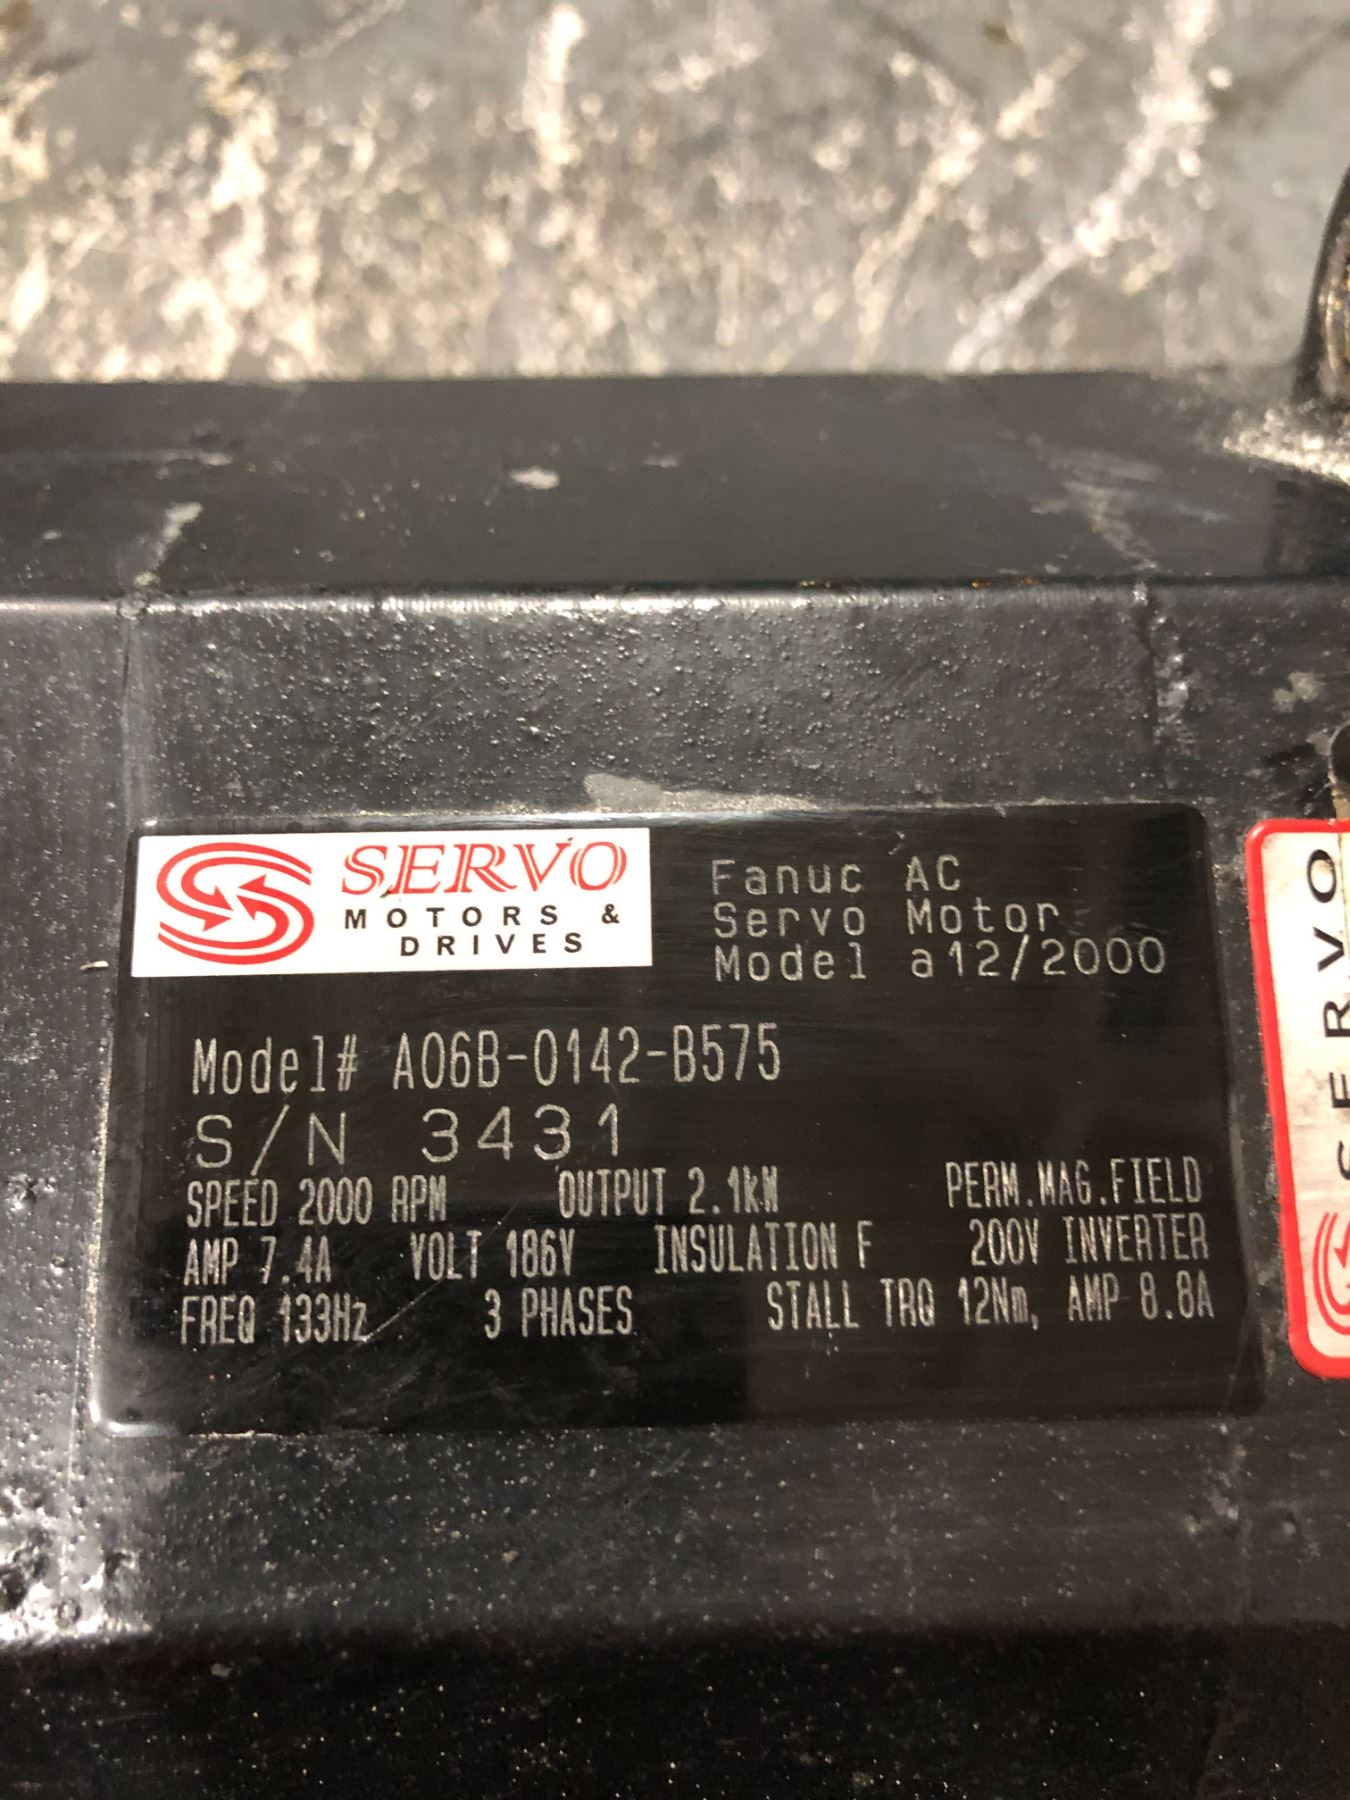 SERVO
MOTORS &
DRIVES
Fanuc AC
Servo Motor
Model a12/2000
Model# A06B-0142-B575
S/N 3431
SPEED 2000 RPM OUTPUT 2.1kW PERM.MAG.FIELD
AMP 7.4A VOLT 186V INSULATION F 200V INVERTER
FREQ 133Hz 3 PHASES STALL TRQ 12Nm, AMP 8.8A
SERVO